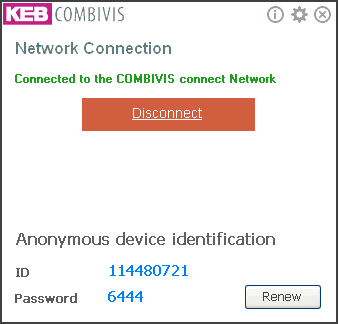 KEB COMBIVIS
Network Connection
Connected to the COMBIVIS connect Network
Disconnect
Anonymous device identification
ID 114480721
Password 6444 Renew